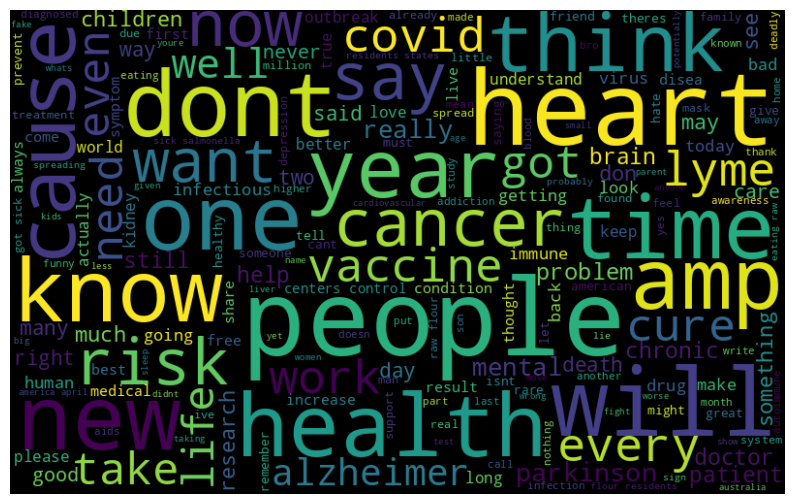 fake
diagnosed
children
now
outbreak
already
made
friend
theres
family
deadly
youre
first
covid
think
see
whats
due
million
true
residents states
little
bro
potentially
known
bad
home
prevent
cause
way
well
never
say
understand
virus
disea
even
eating
dont
live
said
love
spread
mean
heart
hate
mask
give
away
treatment
symptom
sick salmonella
depression
really
saying
blood
small
may
today
thank
come
world
want
better
must
age
year
got
brain
lyme
spreading
need
given
infectious
higher
two
study
don
look
care
awareness
always
got sick
actually
kidney
one
cardiovascular
addiction
getting
probably
parent
found
feel
yes
anyone
eating raw
kids
healthy
tell
cant
cancer
thing
keep
time
funny
less
someone
name
vaccine
immune
american
still
help
liver
centers control
condition
problem
know
share
yet
doesn
put
son
raw flour
people
thought
back
let
lie
amp
many
much
going
free
women
isnt
cure
big
right
sleep
best
risk
day
mental
death
chronic
write
something
america april
didnt
human
medical
work
man
result
rare
another
drug
make
month
ive
research
increase
support
part
last
wrong
might
great
new
aids
life
remember
health
real
nothing
fight
worse
will
system
autoimmune
please
taking
test
every
show
good
take
alzheimer
long
call
parkinson
doctor
sign
patient
infection
flour residents
australia